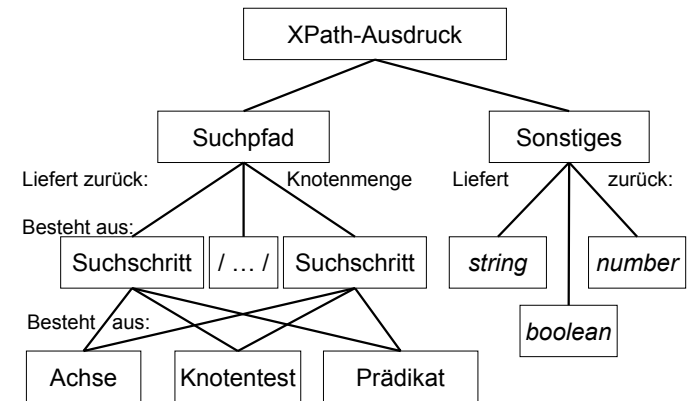 XPath-Ausdruck
Suchpfad
Sonstiges
Liefert zurück:
Knotenmenge
Liefert zurück:
Besteht aus:
Suchschritt
/ … /
Suchschritt
string
number
Besteht aus:
boolean
Achse
Knotentest
Prädikat